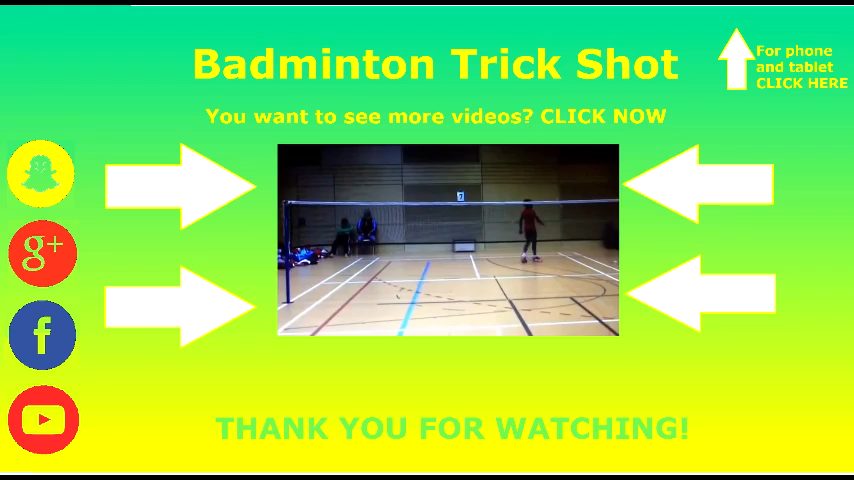 Badminton Trick Shot
For phone
and tablet
CLICK HERE
You want to see more videos? CLICK NOW
g+
f
THANK YOU FOR WATCHING!